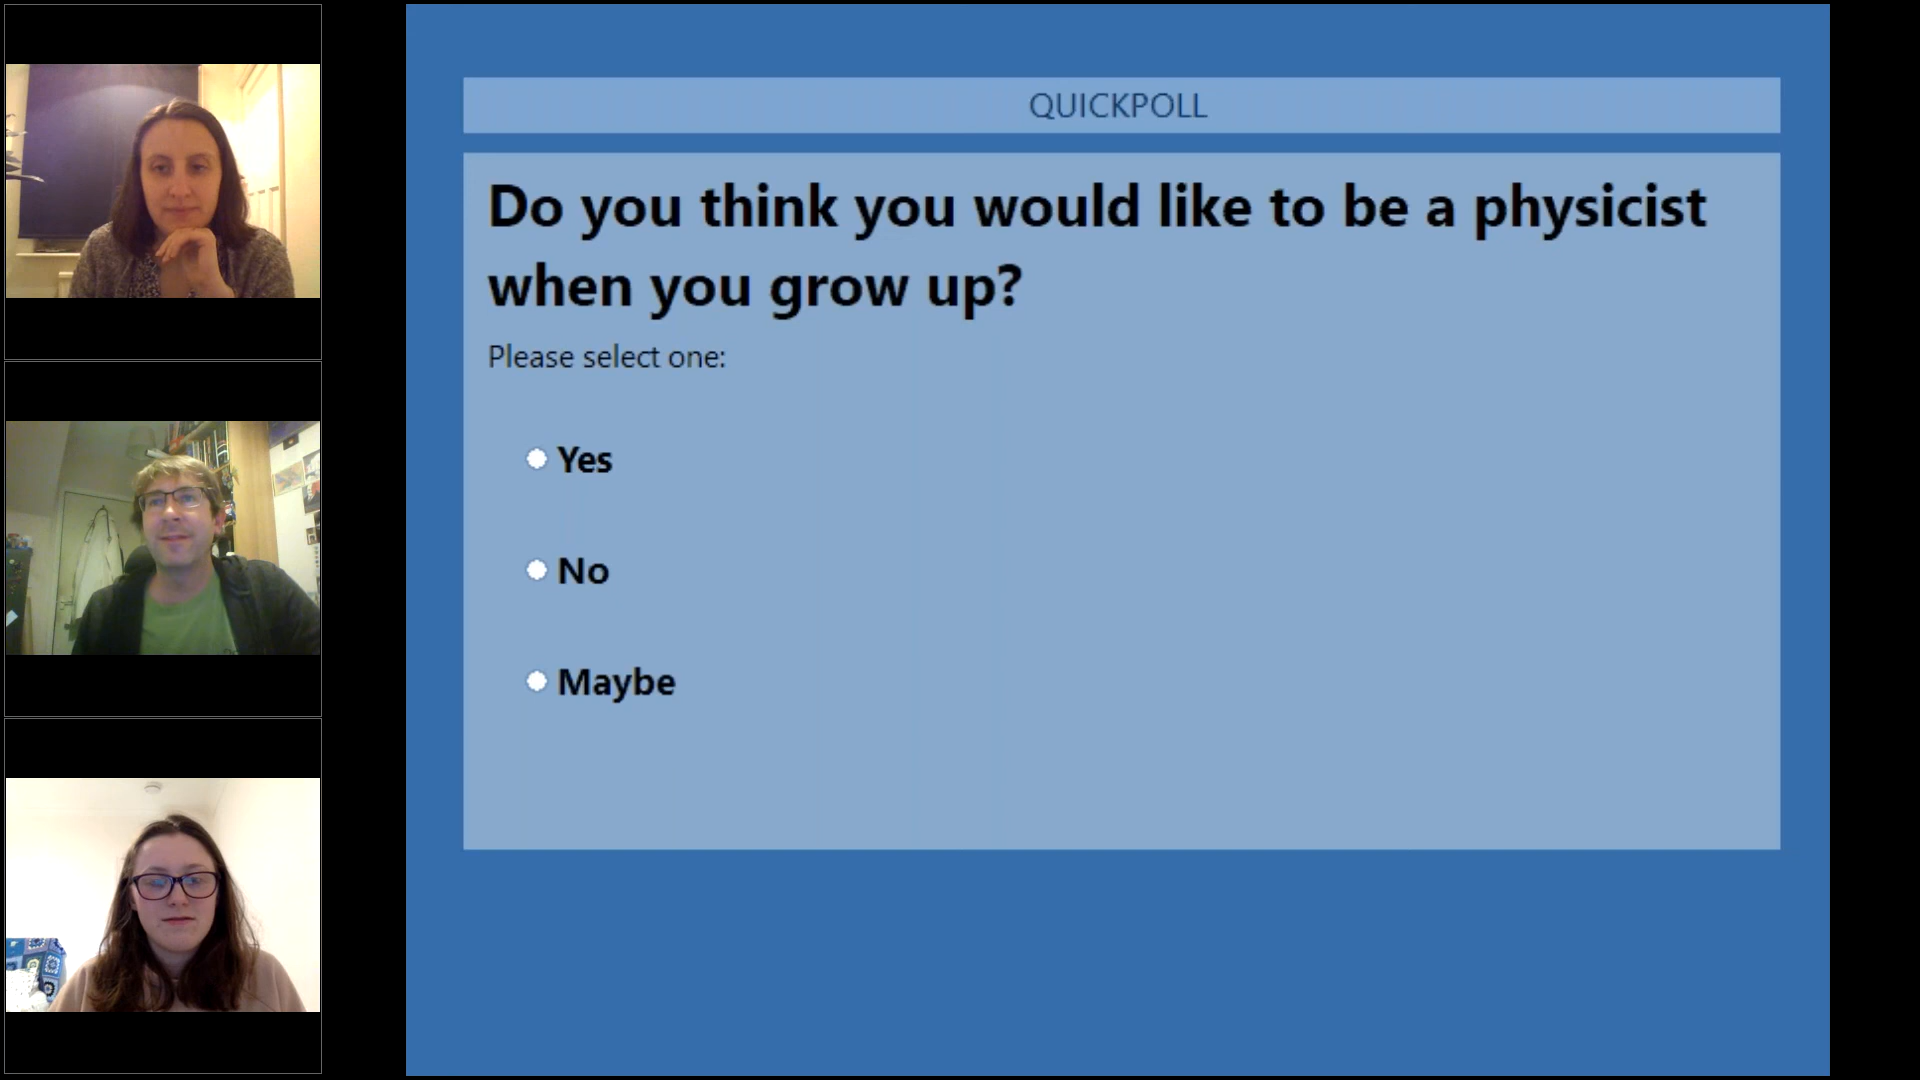 QUICKPOLL
Do you think you would like to be a physicist
when you grow up?
Please select one:
Yes
No
Maybe